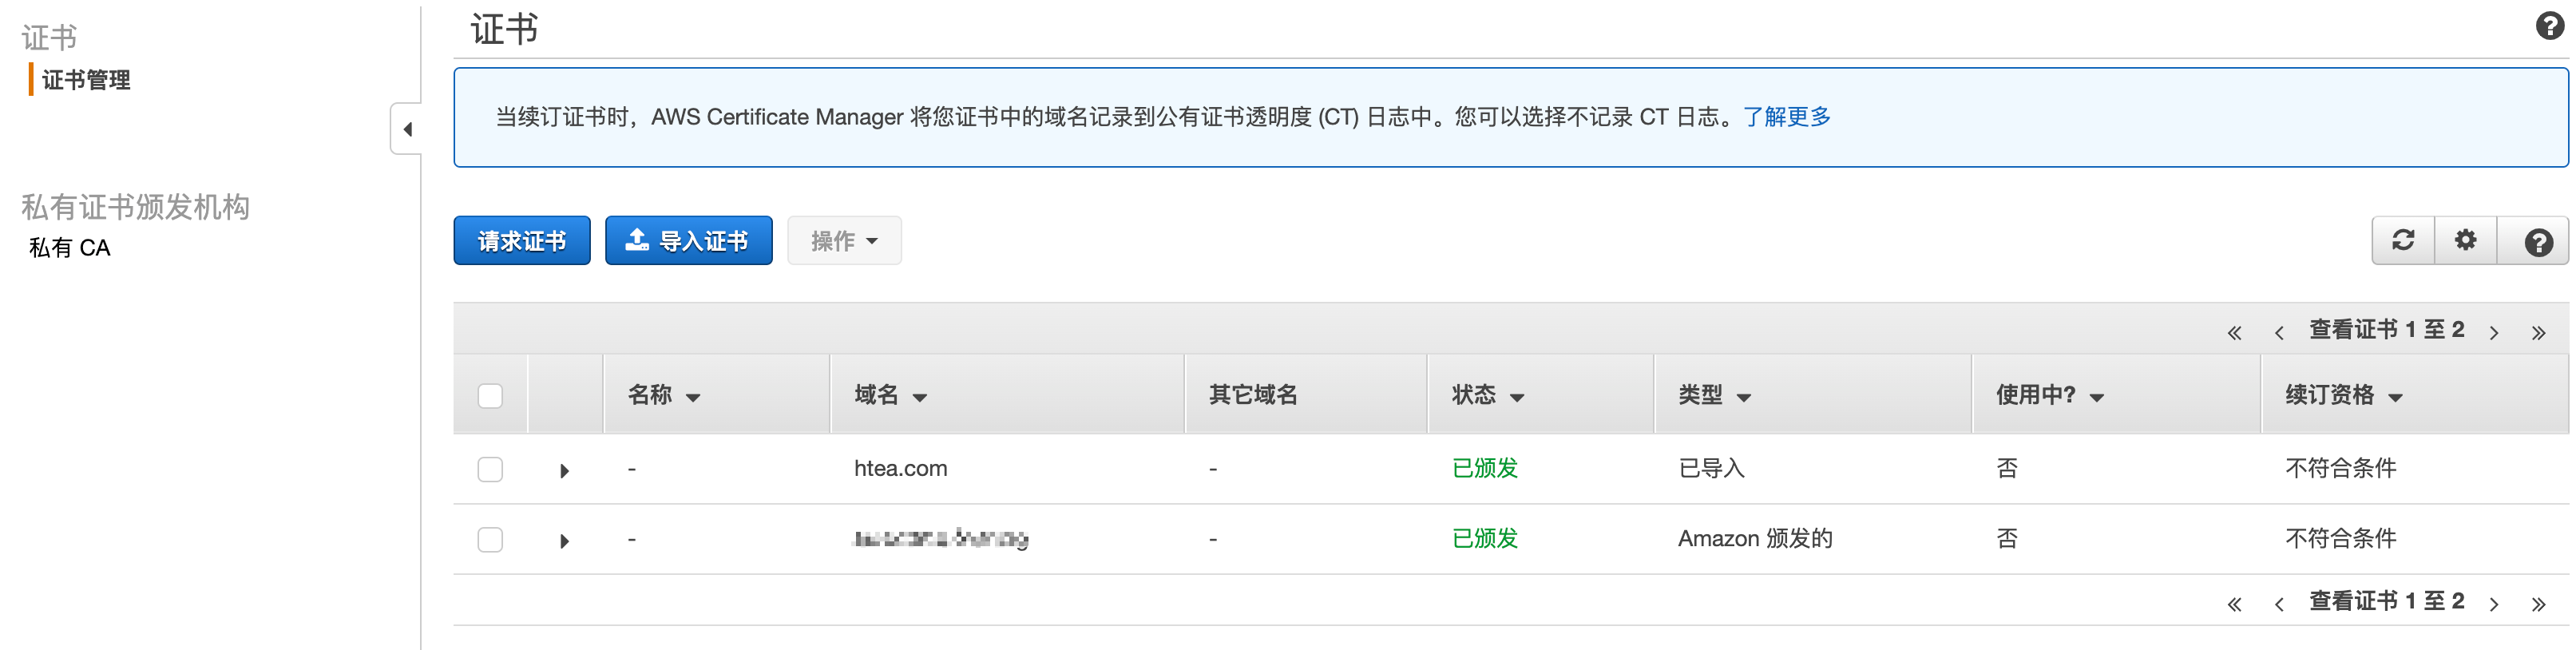 证书
证书管理
私有证书颁发机构
私有 CA
证书
当续订证书时，AWS Certificate Manager 将您证书中的域名记录到公有证书透明度 (CT) 日志中。您可以选择不记录 CT 日志。了解更多
请求证书 导入证书 操作
« ‹ 查看证书 1 至 2 › »
名称 域名 其它域名 状态 类型 使用中? 续订资格
- htea.com - 已颁发 已导入 否 不符合条件
- - 已颁发 Amazon 颁发的 否 不符合条件
« ‹ 查看证书 1 至 2 › »